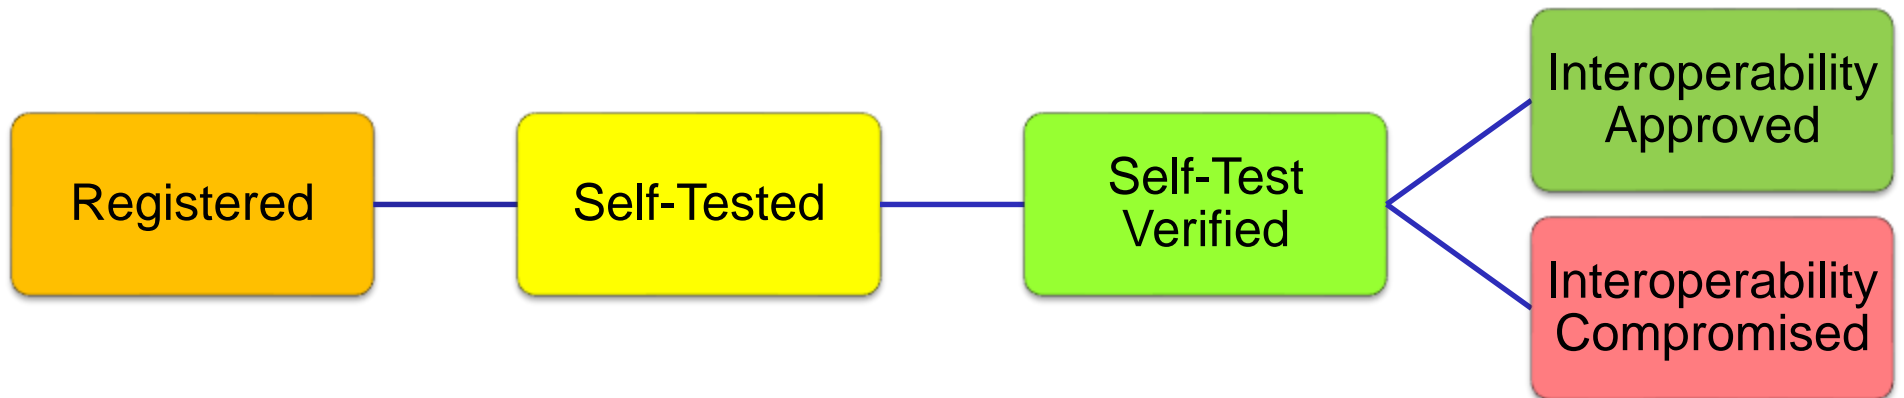 Registered
Self-Tested
Self-Test
Verified
Interoperability
Approved
Interoperability
Compromised